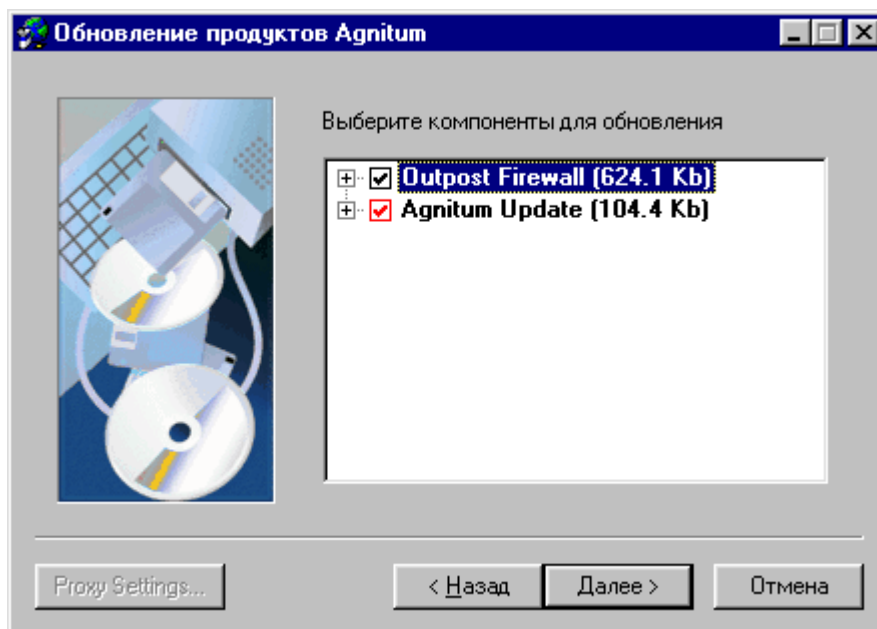 Обновление продуктов Agnitum
Выберите компоненты для обновления
Outpost Firewall (624.1 Kb)
Agnitum Update (104.4 Kb)
Proxy Settings...
< Назад
Далее >
Отмена